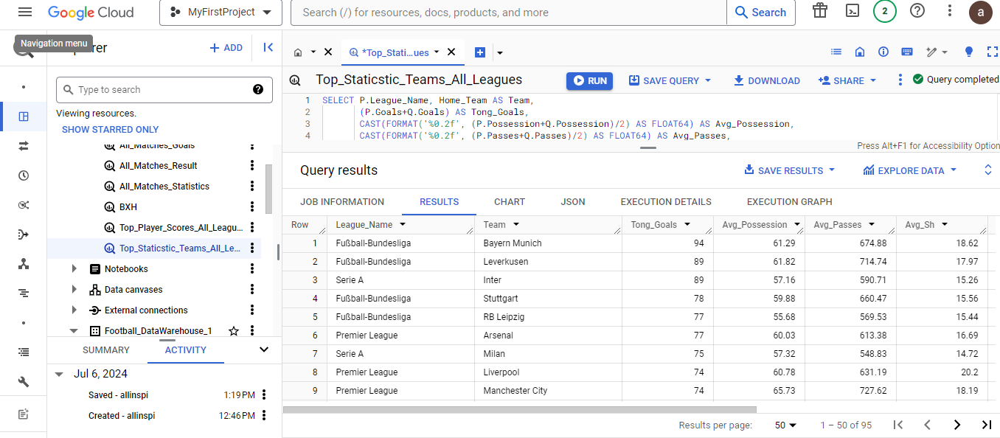 Google Cloud
MyFirstProject
Search (/) for resources, docs, products, and more
Search
2
a
Navigation menu
rer
ADD
*Top_Stati...ues
Type to search
?
Viewing resources.
SHOW STARRED ONLY
All_Matches_Goals
All_Matches_Result
All_Matches_Statistics
BXH
Top_Player_Scores_All_Leagu...
Top_Staticstic_Teams_All_Le...
Notebooks
Data canvases
External connections
Football_DataWarehouse_1
SUMMARY
ACTIVITY
Jul 6, 2024
Saved - allinspi 1:19 PM
Created - allinspi 12:46 PM
Top_Staticstic_Teams_All_Leagues
RUN
SAVE QUERY
DOWNLOAD
SHARE
Query completed
1 SELECT P.League_Name, Home_Team AS Team,
2 (P.Goals+Q.Goals) AS Tong_Goals,
3 CAST(FORMAT('%0.2f', (P.Possession+Q.Possession)/2) AS FLOAT64) AS Avg_Possession,
4 CAST(FORMAT('%0.2f', (P.Passes+Q.Passes)/2) AS FLOAT64) AS Avg_Passes,
Press Alt+F1 for Accessibility Option
Query results
SAVE RESULTS
EXPLORE DATA
JOB INFORMATION RESULTS CHART JSON EXECUTION DETAILS EXECUTION GRAPH
Row League_Name Team Tong_Goals Avg_Possession Avg_Passes Avg_Sh
1 Fußball-Bundesliga Bayern Munich 94 61.29 674.88 18.62
2 Fußball-Bundesliga Leverkusen 89 61.82 714.74 17.97
3 Serie A Inter 89 57.16 590.71 15.26
4 Fußball-Bundesliga Stuttgart 78 59.88 660.47 15.56
5 Fußball-Bundesliga RB Leipzig 77 55.68 569.53 15.44
6 Premier League Arsenal 77 60.03 613.38 16.69
7 Serie A Milan 75 57.32 548.83 14.72
8 Premier League Liverpool 74 60.78 631.19 20.2
9 Premier League Manchester City 74 65.73 727.62 18.19
Results per page: 50 1 – 50 of 95